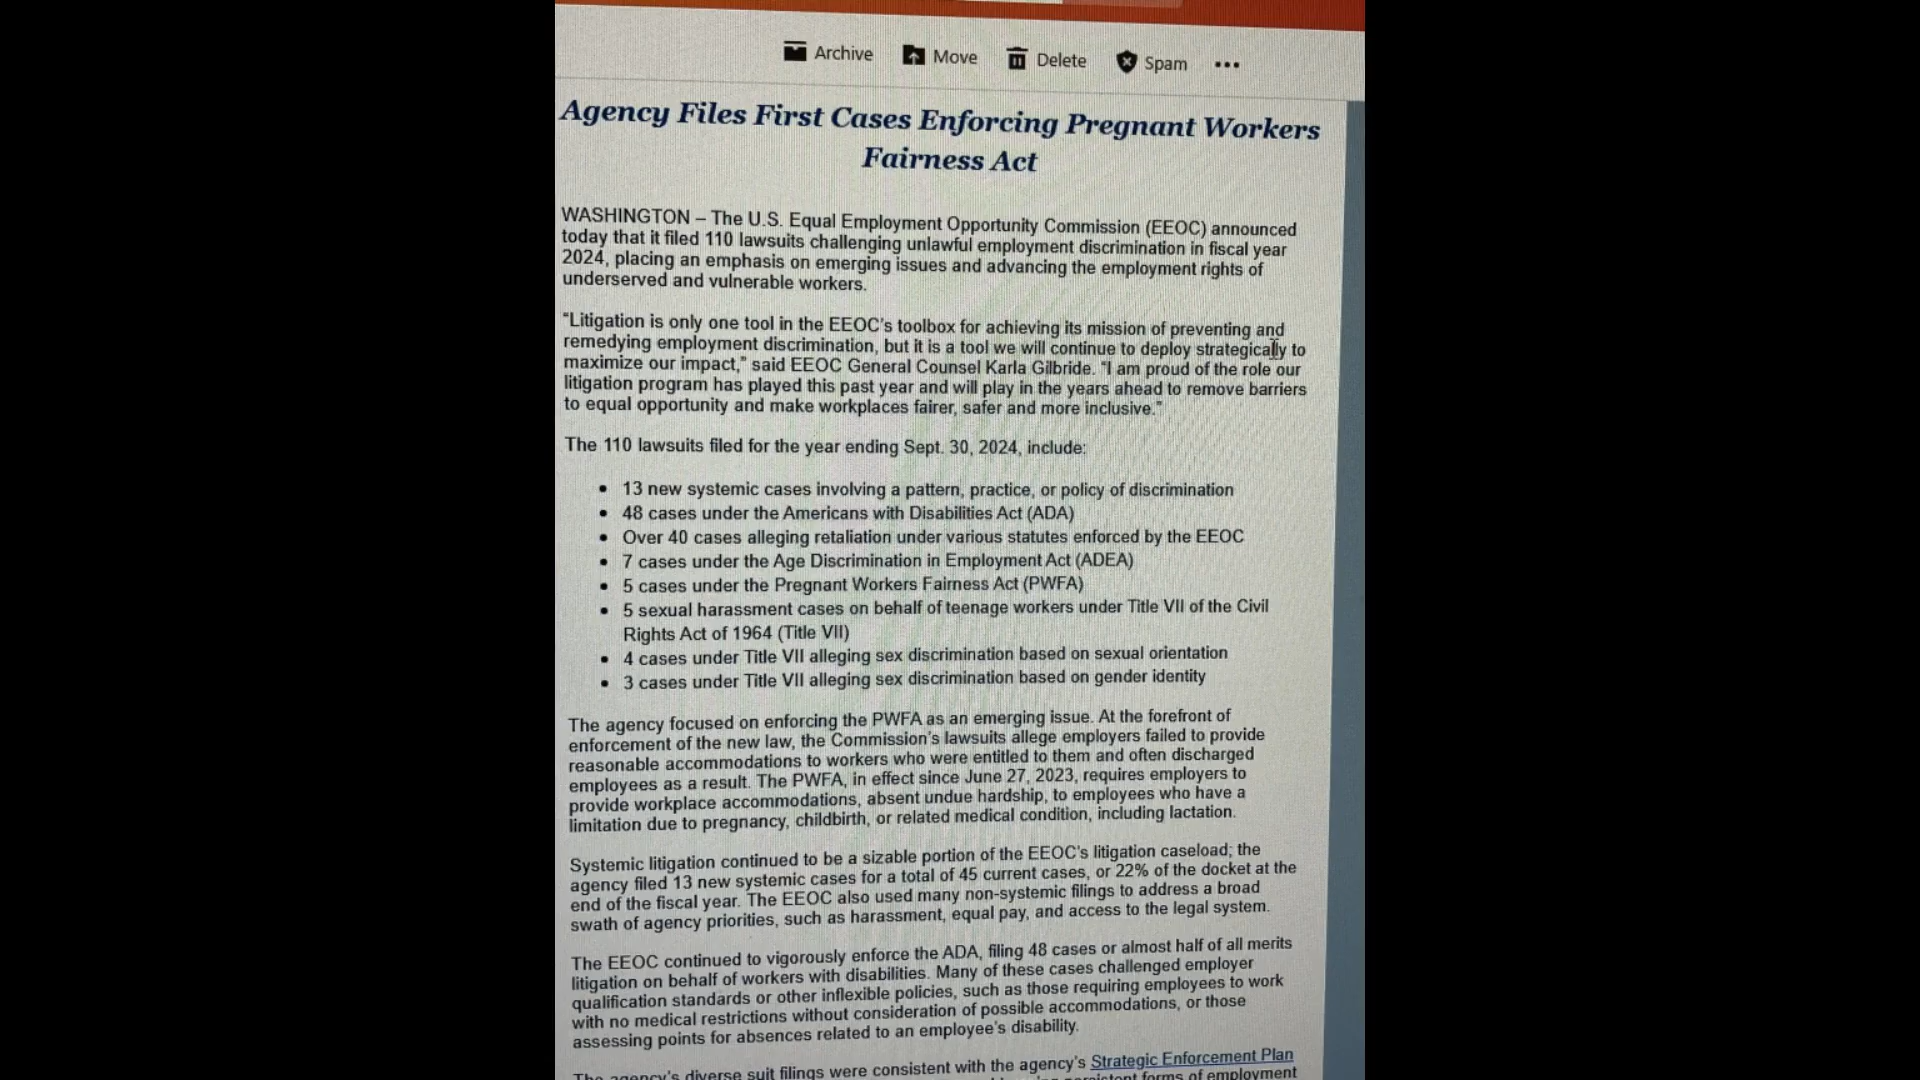 Archive Move Delete Spam •••
Agency Files First Cases Enforcing Pregnant Workers
Fairness Act
WASHINGTON – The U.S. Equal Employment Opportunity Commission (EEOC) announced
today that it filed 110 lawsuits challenging unlawful employment discrimination in fiscal year
2024, placing an emphasis on emerging issues and advancing the employment rights of
underserved and vulnerable workers.
“Litigation is only one tool in the EEOC’s toolbox for achieving its mission of preventing and
remedying employment discrimination, but it is a tool we will continue to deploy strategically to
maximize our impact,” said EEOC General Counsel Karla Gilbride. “I am proud of the role our
litigation program has played this past year and will play in the years ahead to remove barriers
to equal opportunity and make workplaces fairer, safer and more inclusive.”
The 110 lawsuits filed for the year ending Sept. 30, 2024, include:
• 13 new systemic cases involving a pattern, practice, or policy of discrimination
• 48 cases under the Americans with Disabilities Act (ADA)
• Over 40 cases alleging retaliation under various statutes enforced by the EEOC
• 7 cases under the Age Discrimination in Employment Act (ADEA)
• 5 cases under the Pregnant Workers Fairness Act (PWFA)
• 5 sexual harassment cases on behalf of teenage workers under Title VII of the Civil
Rights Act of 1964 (Title VII)
• 4 cases under Title VII alleging sex discrimination based on sexual orientation
• 3 cases under Title VII alleging sex discrimination based on gender identity
The agency focused on enforcing the PWFA as an emerging issue. At the forefront of
enforcement of the new law, the Commission’s lawsuits allege employers failed to provide
reasonable accommodations to workers who were entitled to them and often discharged
employees as a result. The PWFA, in effect since June 27, 2023, requires employers to
provide workplace accommodations, absent undue hardship, to employees who have a
limitation due to pregnancy, childbirth, or related medical condition, including lactation.
Systemic litigation continued to be a sizable portion of the EEOC’s litigation caseload; the
agency filed 13 new systemic cases for a total of 45 current cases, or 22% of the docket at the
end of the fiscal year. The EEOC also used many non-systemic filings to address a broad
swath of agency priorities, such as harassment, equal pay, and access to the legal system.
The EEOC continued to vigorously enforce the ADA, filing 48 cases or almost half of all merits
litigation on behalf of workers with disabilities. Many of these cases challenged employer
qualification standards or other inflexible policies, such as those requiring employees to work
with no medical restrictions without consideration of possible accommodations, or those
assessing points for absences related to an employee’s disability.
The agency’s diverse suit filings were consistent with the agency’s Strategic Enforcement Plan
forms of employment